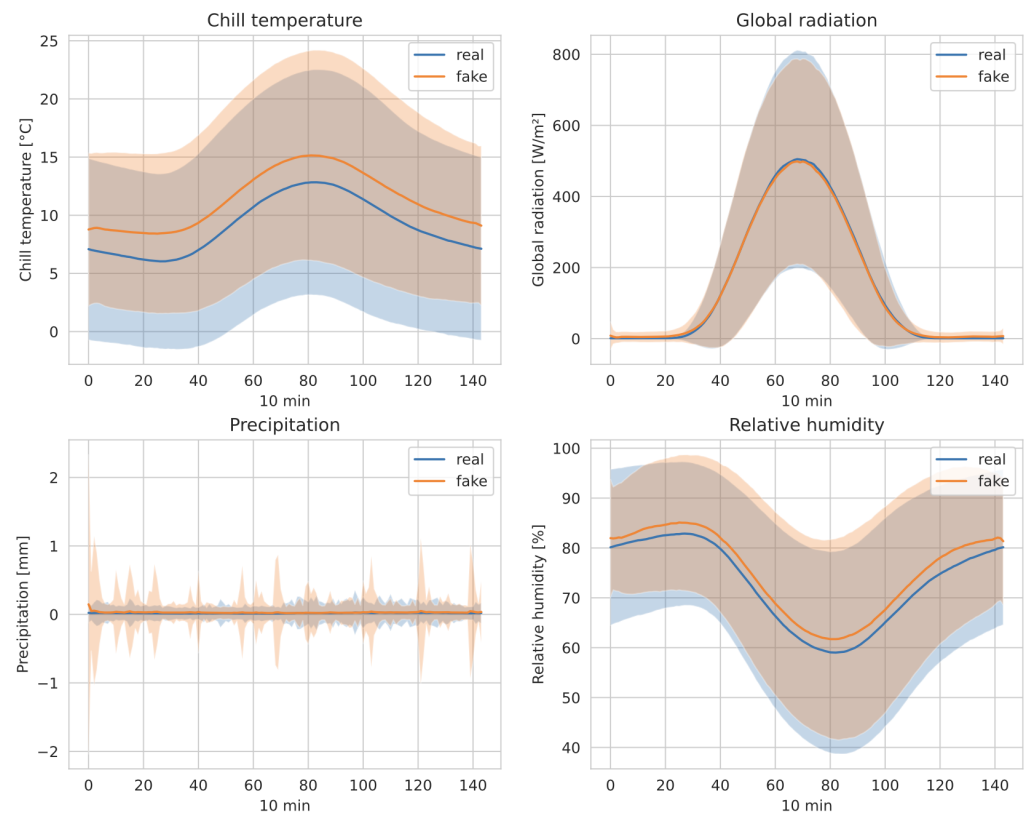 Chill temperature
Chill temperature [°C]
25
20
15
10
5
0
real
fake
0 20 40 60 80 100 120 140
10 min
Global radiation
Global radiation [W/m²]
800
600
400
200
0
real
fake
0 20 40 60 80 100 120 140
10 min
Precipitation
Precipitation [mm]
2
1
0
−1
−2
real
fake
0 20 40 60 80 100 120 140
10 min
Relative humidity
Relative humidity [%]
100
90
80
70
60
50
40
real
fake
0 20 40 60 80 100 120 140
10 min